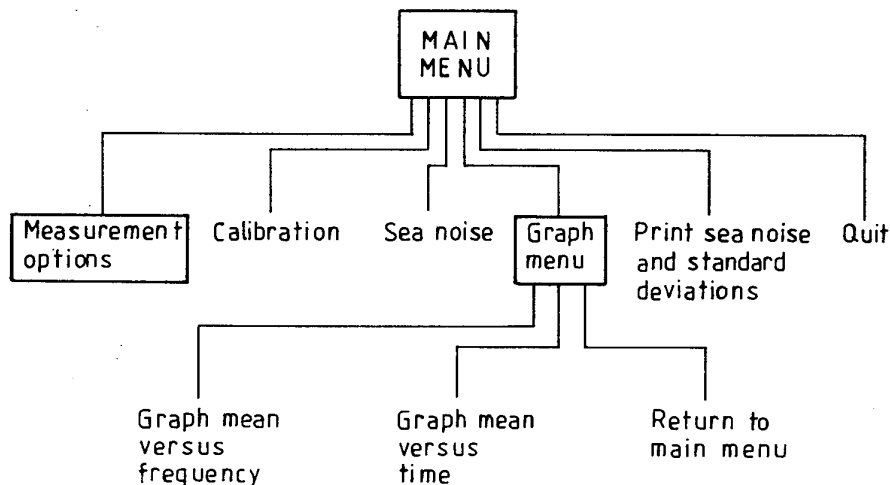 MAIN
MENU
Measurement
options
Calibration
Sea noise
Graph
menu
Print sea noise
and standard
deviations
Quit
Graph mean
versus
frequency
Graph mean
versus
time
Return to
main menu